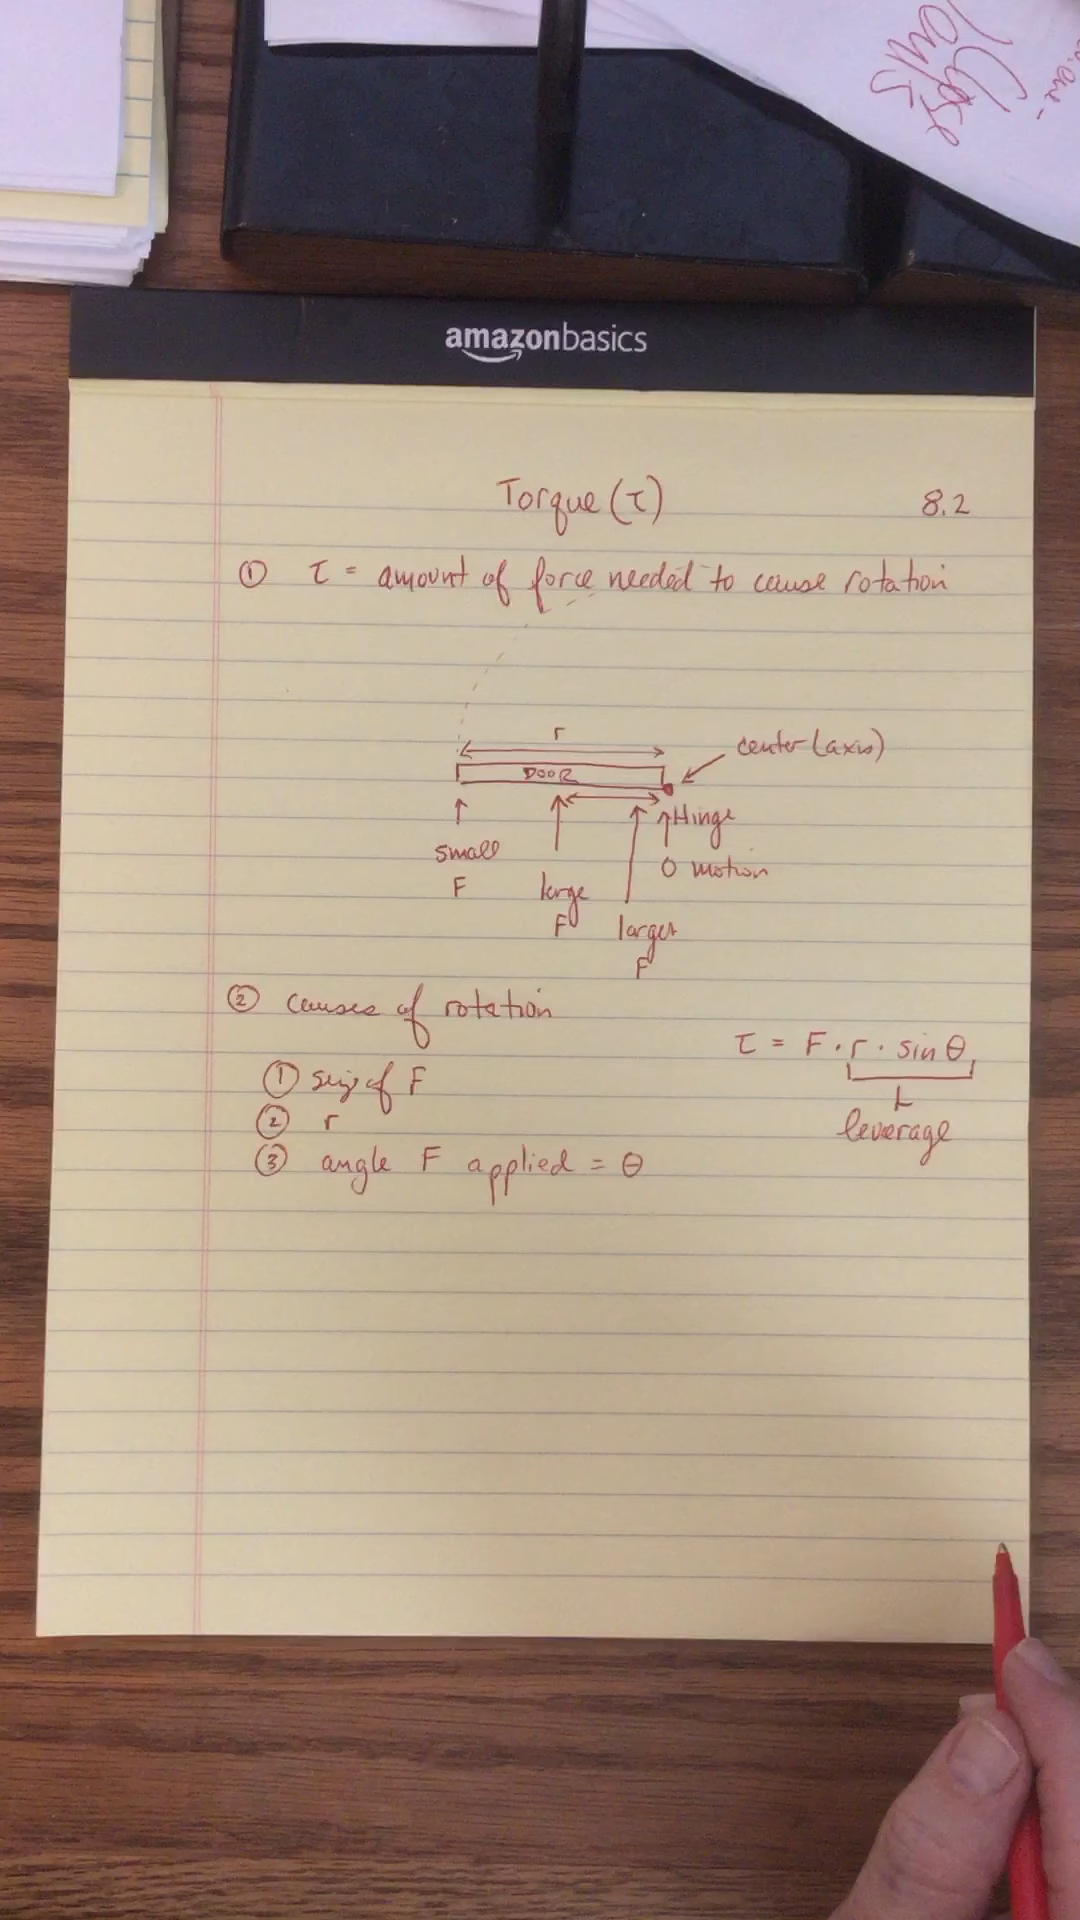 close
amazonbasics
Torque (τ) 8.2
① τ = amount of force needed to cause rotation
r
center (axis)
DOOR
Hinge
small
F
large
F
larger
F
0 motion
② causes of rotation
τ = F · r · sin θ
L
leverage
① size of F
② r
③ angle F applied = θ